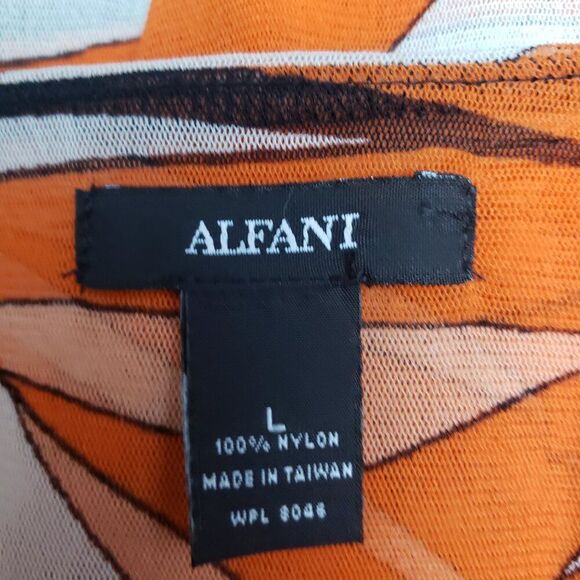 ALFANI
L
100% NYLON
MADE IN TAIWAN
WPL 8046